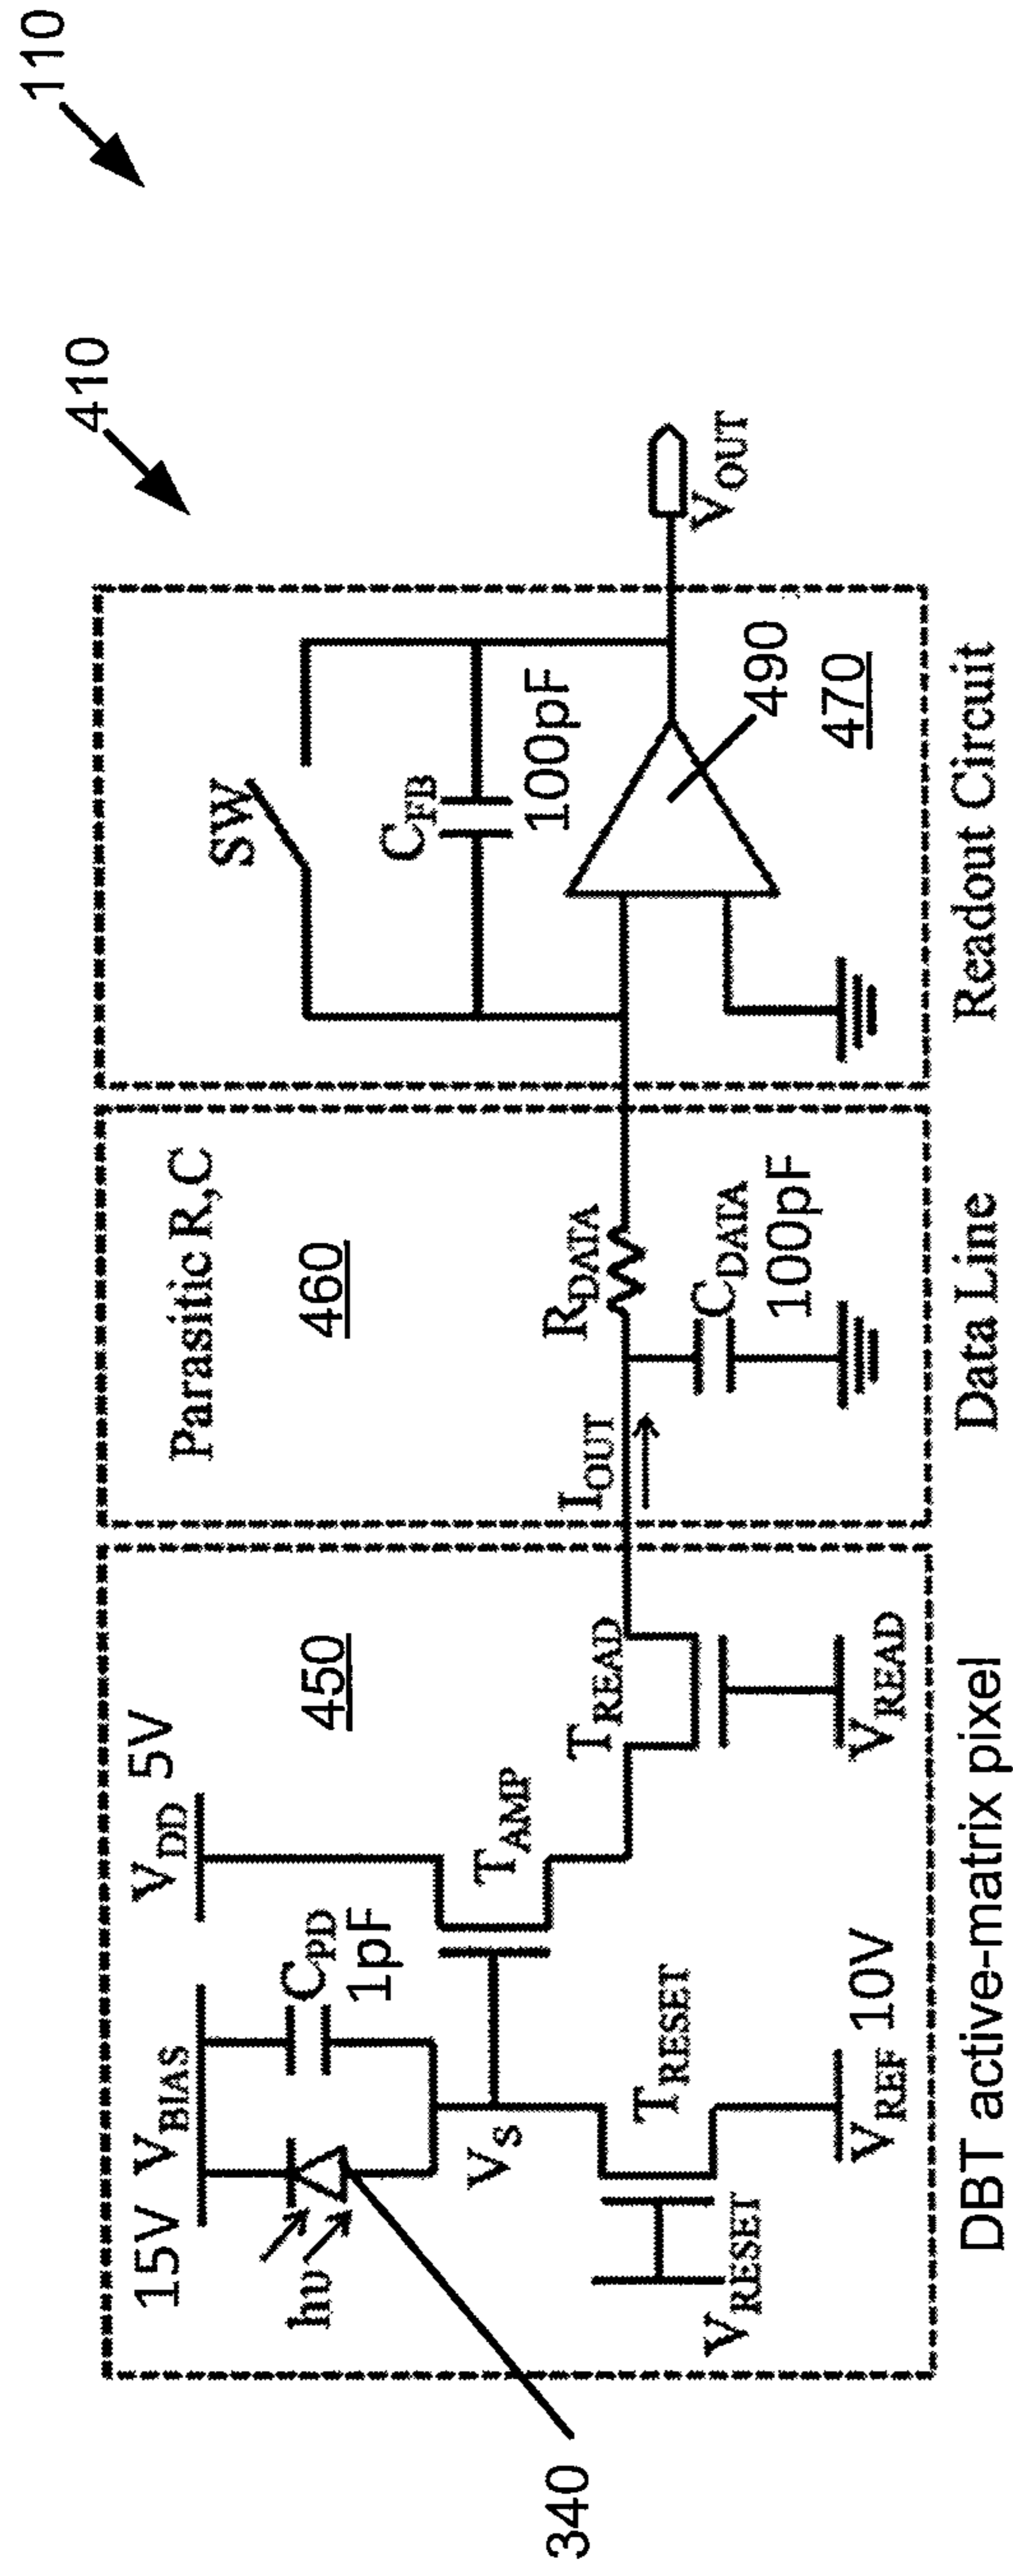 110
410
15V VBIAS
VDD 5V
CPD
1pF
hυ
VS
TAMP
450
TRESET
VRESET
VREF 10V
TREAD
VREAD
340
DBT active-matrix pixel
Parasitic R,C
460
IOUT
RDATA
CDATA
100pF
Data Line
SW
CFB
100pF
490
470
VOUT
Readout Circuit